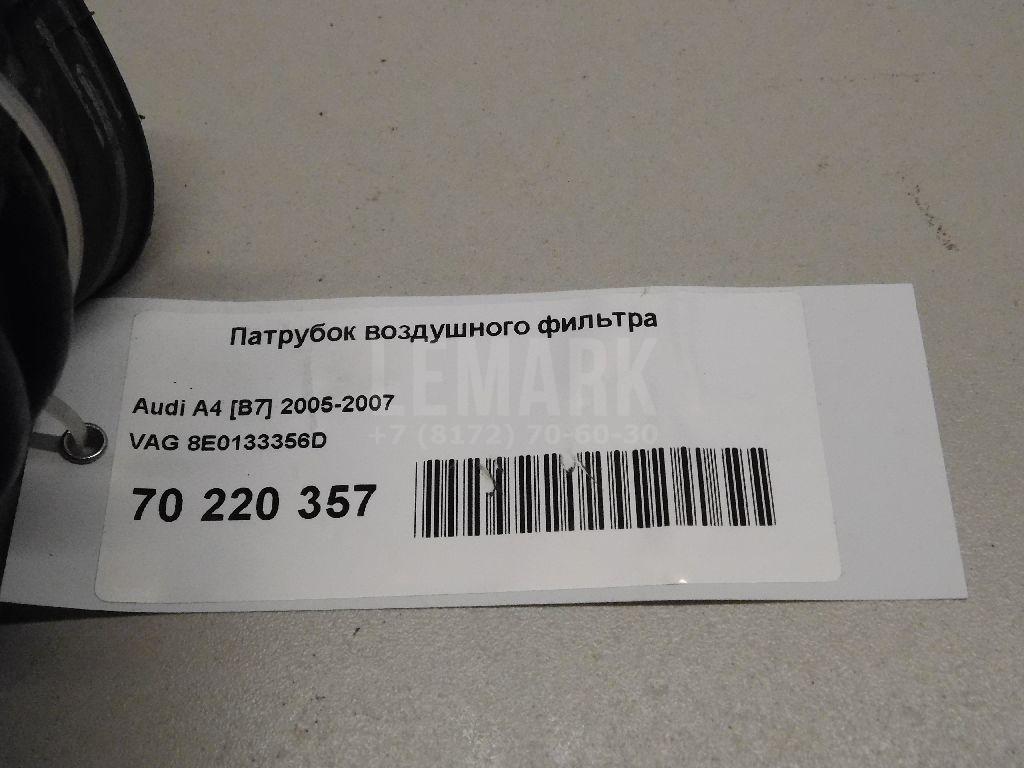 Патрубок воздушного фильтра
LEMARK
Audi A4 [B7] 2005-2007
+7 (8172) 70-60-30
VAG 8E0133356D
70 220 357